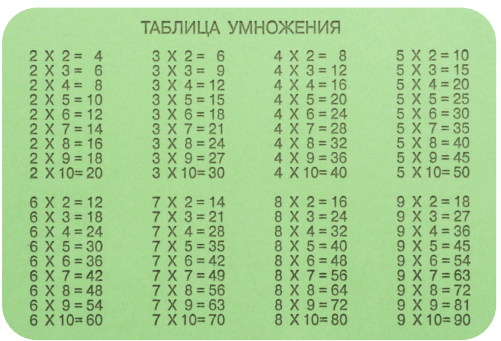 ТАБЛИЦА УМНОЖЕНИЯ
2 X 2 = 4
2 X 3 = 6
2 X 4 = 8
2 X 5 = 10
2 X 6 = 12
2 X 7 = 14
2 X 8 = 16
2 X 9 = 18
2 X 10= 20
3 X 2 = 6
3 X 3 = 9
3 X 4 = 12
3 X 5 = 15
3 X 6 = 18
3 X 7 = 21
3 X 8 = 24
3 X 9 = 27
3 X 10= 30
4 X 2 = 8
4 X 3 = 12
4 X 4 = 16
4 X 5 = 20
4 X 6 = 24
4 X 7 = 28
4 X 8 = 32
4 X 9 = 36
4 X 10= 40
5 X 2 = 10
5 X 3 = 15
5 X 4 = 20
5 X 5 = 25
5 X 6 = 30
5 X 7 = 35
5 X 8 = 40
5 X 9 = 45
5 X 10= 50
6 X 2 = 12
6 X 3 = 18
6 X 4 = 24
6 X 5 = 30
6 X 6 = 36
6 X 7 = 42
6 X 8 = 48
6 X 9 = 54
6 X 10= 60
7 X 2 = 14
7 X 3 = 21
7 X 4 = 28
7 X 5 = 35
7 X 6 = 42
7 X 7 = 49
7 X 8 = 56
7 X 9 = 63
7 X 10= 70
8 X 2 = 16
8 X 3 = 24
8 X 4 = 32
8 X 5 = 40
8 X 6 = 48
8 X 7 = 56
8 X 8 = 64
8 X 9 = 72
8 X 10= 80
9 X 2 = 18
9 X 3 = 27
9 X 4 = 36
9 X 5 = 45
9 X 6 = 54
9 X 7 = 63
9 X 8 = 72
9 X 9 = 81
9 X 10= 90